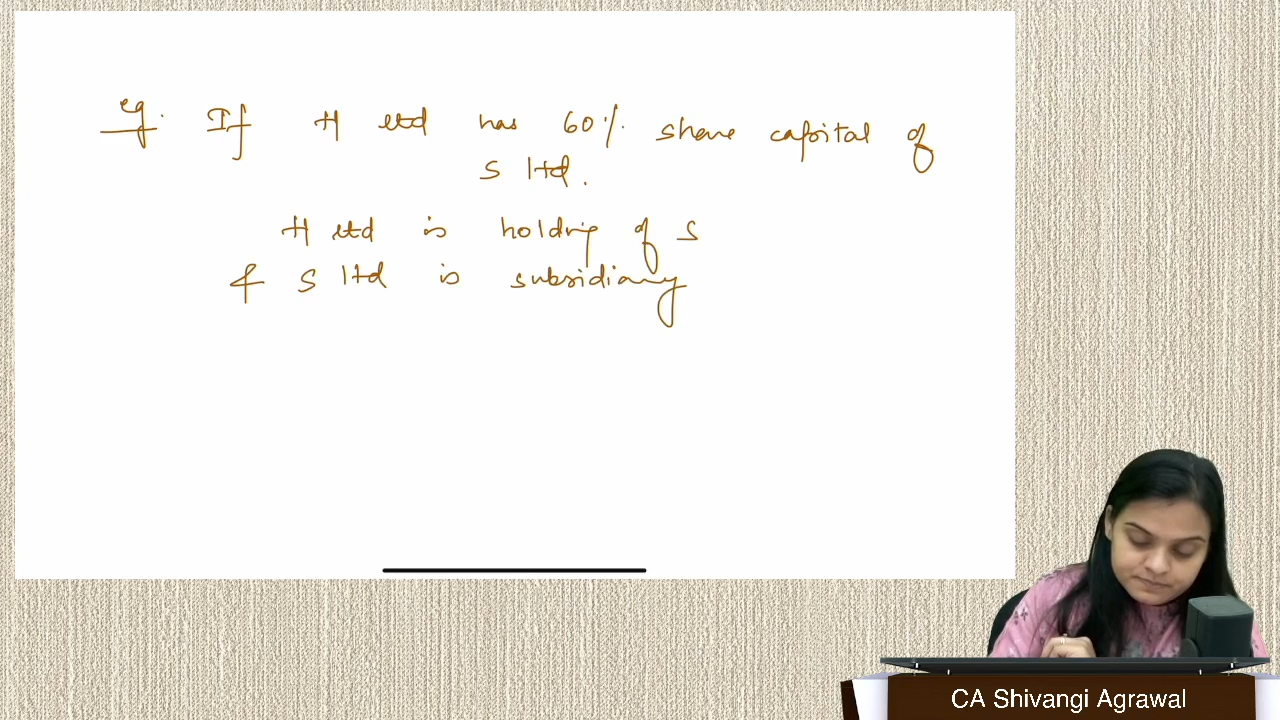 eg. If H ltd has 60% share capital of
S ltd.
H ltd is holding of S
& S ltd is subsidiary
CA Shivangi Agrawal